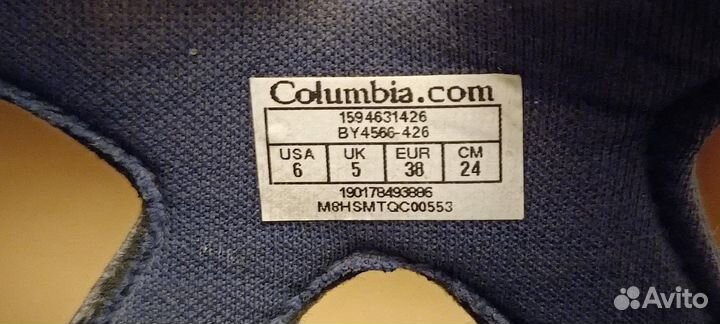 Columbia.com
1594631426
BY4566-426
USA UK EUR CM
6 5 38 24
190178493886
M8HSMTQC00553
Avito